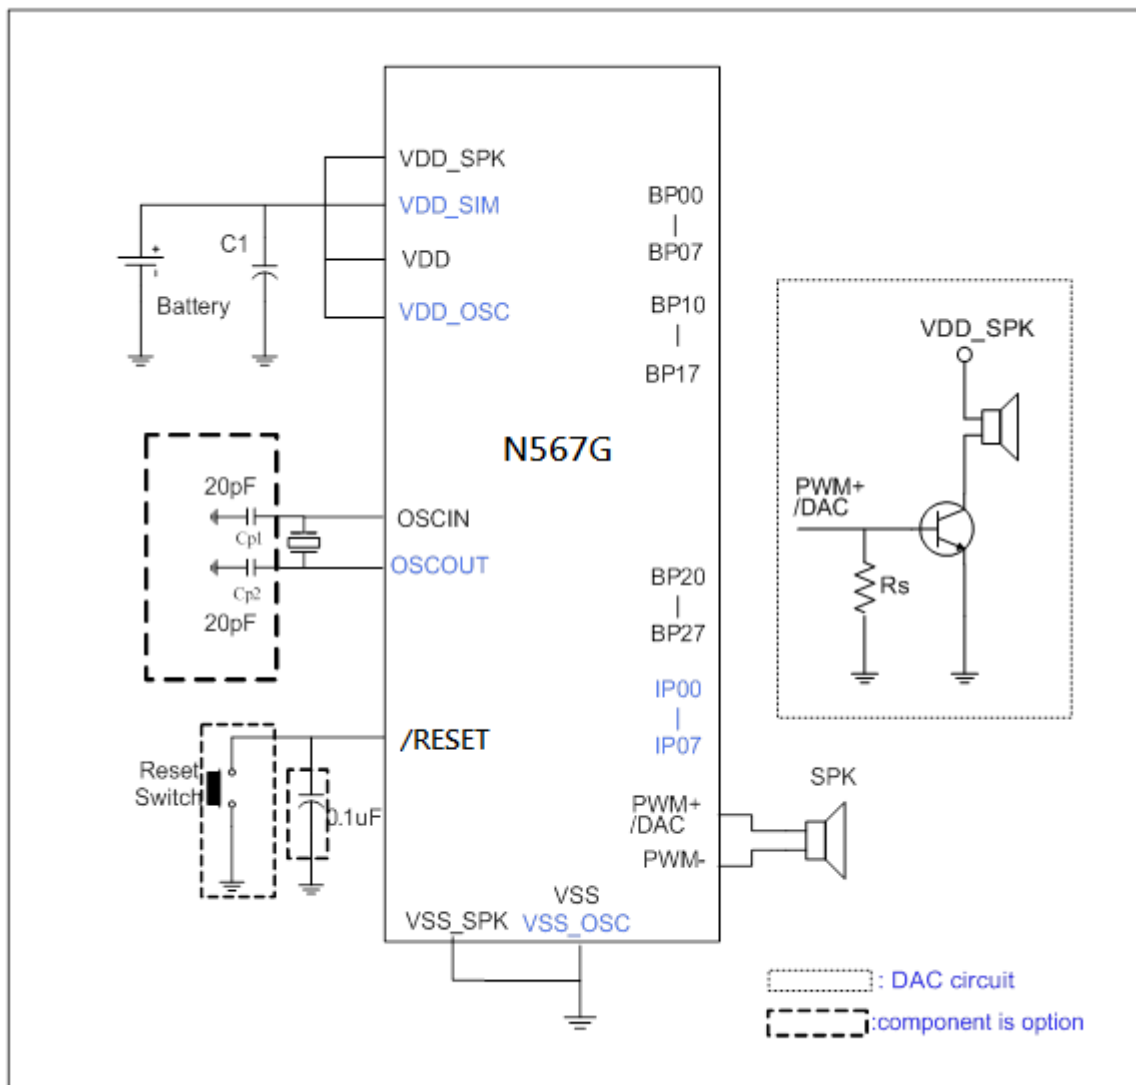 VDD_SPK
VDD_SIM
VDD
VDD_OSC
C1
+
-
Battery
N567G
BP00
|
BP07
BP10
|
BP17
VDD_SPK
PWM+
/DAC
Rs
20pF
Cp1
Cp2
20pF
OSCIN
OSCOUT
BP20
|
BP27
IP00
|
IP07
/RESET
Reset
Switch
0.1uF
PWM+
/DAC
PWM-
SPK
VSS
VSS_SPK
VSS_OSC
: DAC circuit
:component is option